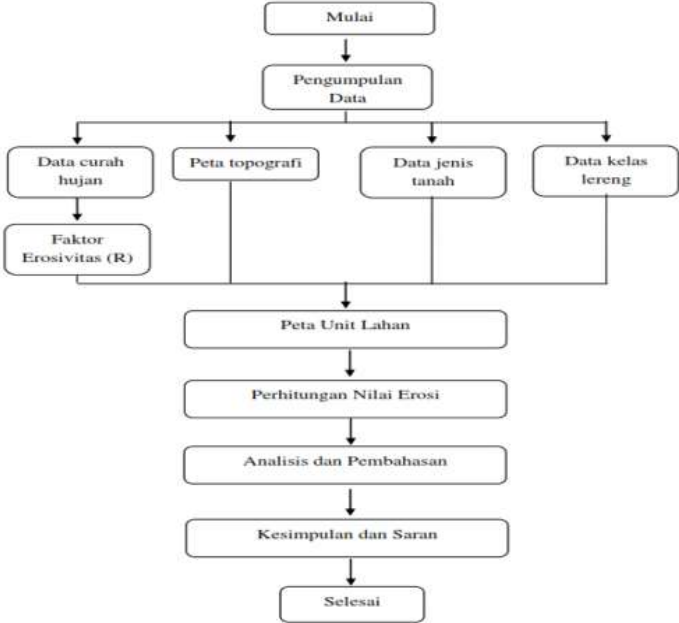 Mulai
Pengumpulan
Data
Data curah
hujan
Peta topografi
Data jenis
tanah
Data kelas
lereng
Faktor
Erosivitas (R)
Peta Unit Lahan
Perhitungan Nilai Erosi
Analisis dan Pembahasan
Kesimpulan dan Saran
Selesai